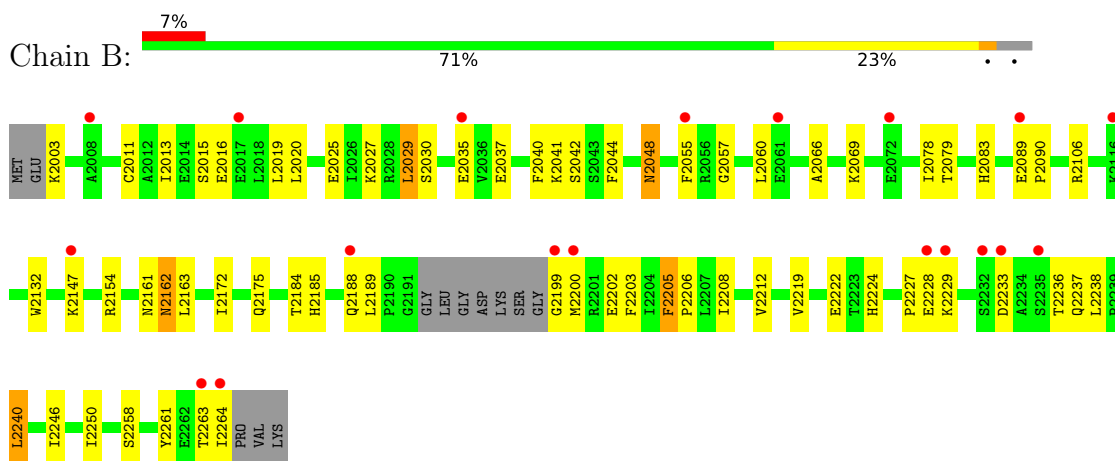 7%
Chain B:
71% 23% • •
MET GLU K2003 A2008 C2011 A2012 I2013 E2014 S2015 E2016 E2017 L2018 L2019 L2020 E2025 I2026 K2027 R2028 L2029 S2030 E2035 V2036 E2037 F2040 K2041 S2042 S2043 F2044 N2048 F2055 R2056 G2057 L2060 E2061 A2066 K2069 E2072 I2078 T2079 H2083 E2089 P2090 R2106 K2116
W2132 K2147 R2154 N2161 N2162 L2163 I2172 Q2175 T2184 H2185 Q2188 L2189 P2190 G2191 GLY LEU GLY ASP LYS SER GLY G2199 M2200 R2201 E2202 F2203 I2204 F2205 P2206 L2207 I2208 V2212 V2219 E2222 T2223 H2224 P2227 E2228 K2229 S2232 D2233 A2234 S2235 T2236 Q2237 L2238
L2240 I2246 I2250 S2258 Y2261 E2262 T2263 I2264 PRO VAL LYS